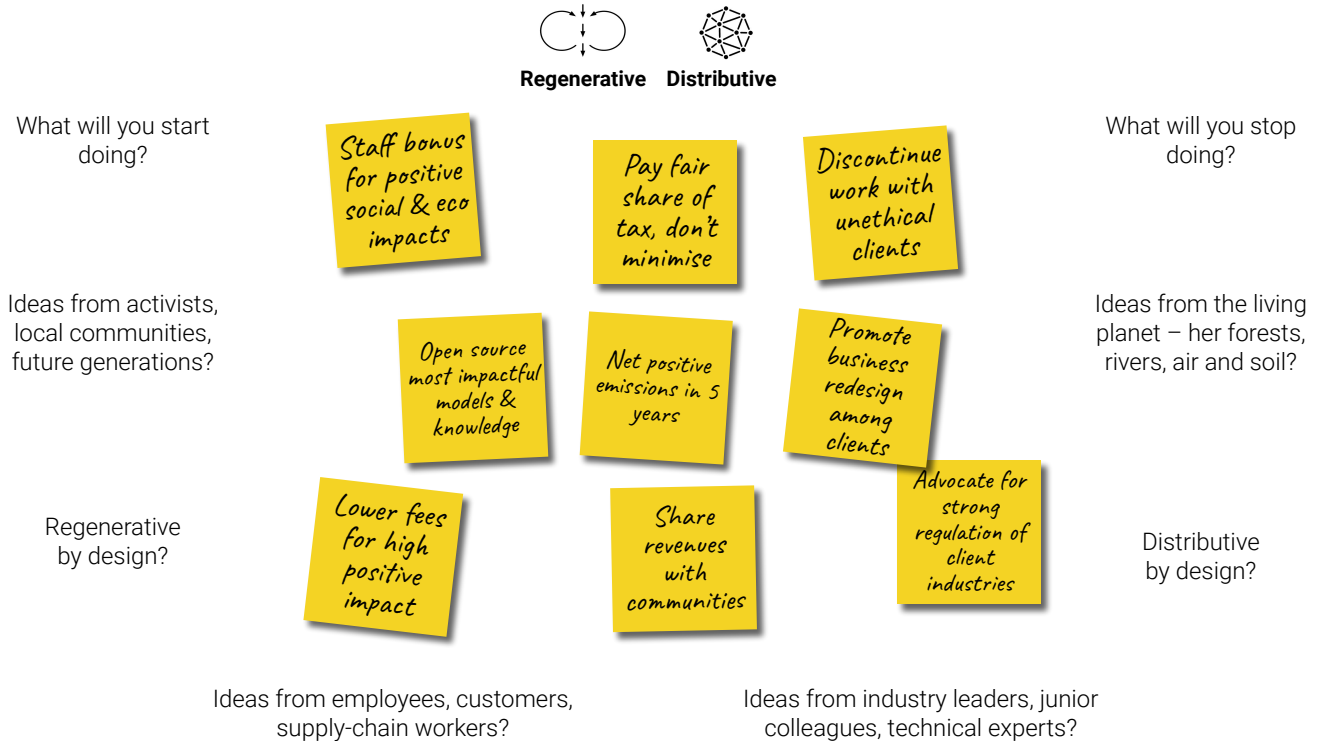 Regenerative
Distributive
What will you start
doing?
What will you stop
doing?
Staff bonus
for positive
social & eco
impacts
Pay fair
share of
tax, don't
minimise
Discontinue
work with
unethical
clients
Ideas from activists,
local communities,
future generations?
Ideas from the living
planet – her forests,
rivers, air and soil?
Open source
most impactful
models &
knowledge
Net positive
emissions in 5
years
Promote
business
redesign
among
clients
Regenerative
by design?
Distributive
by design?
Lower fees
for high
positive
impact
Share
revenues
with
communities
Advocate for
strong
regulation of
client
industries
Ideas from employees, customers,
supply-chain workers?
Ideas from industry leaders, junior
colleagues, technical experts?